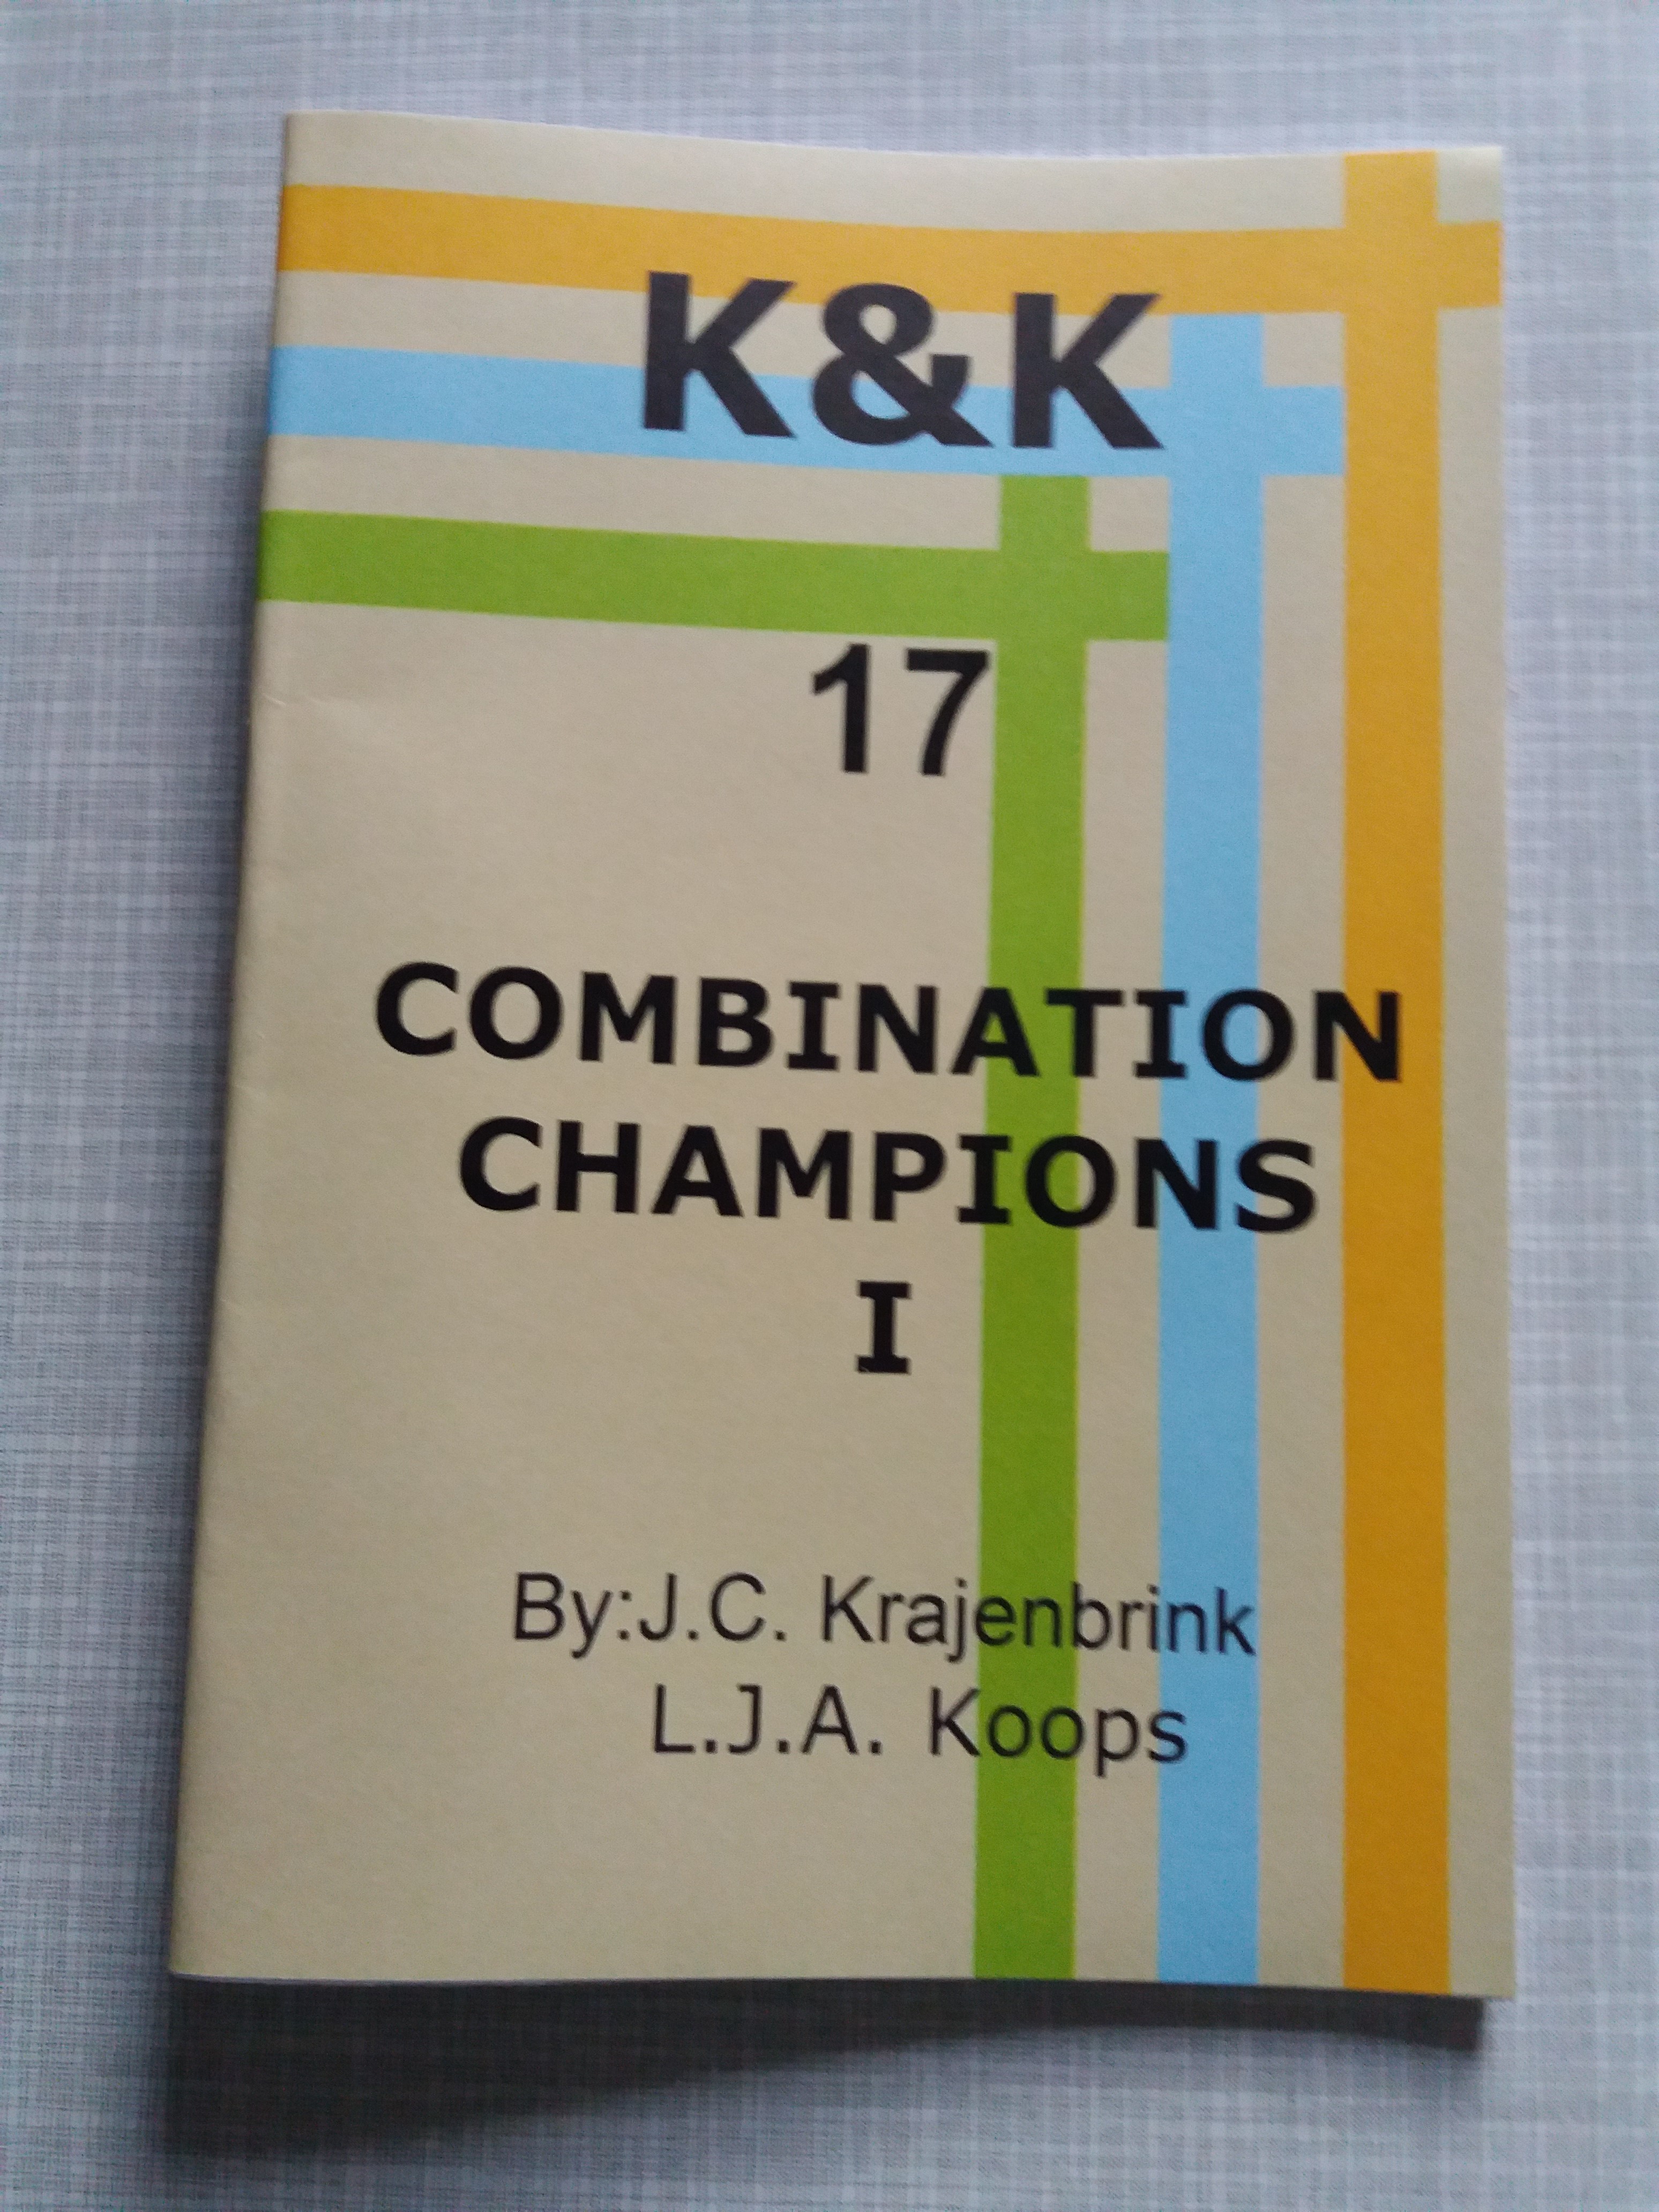 K&K
17
COMBINATION
CHAMPIONS
I
By:J.C. Krajenbrink
L.J.A. Koops